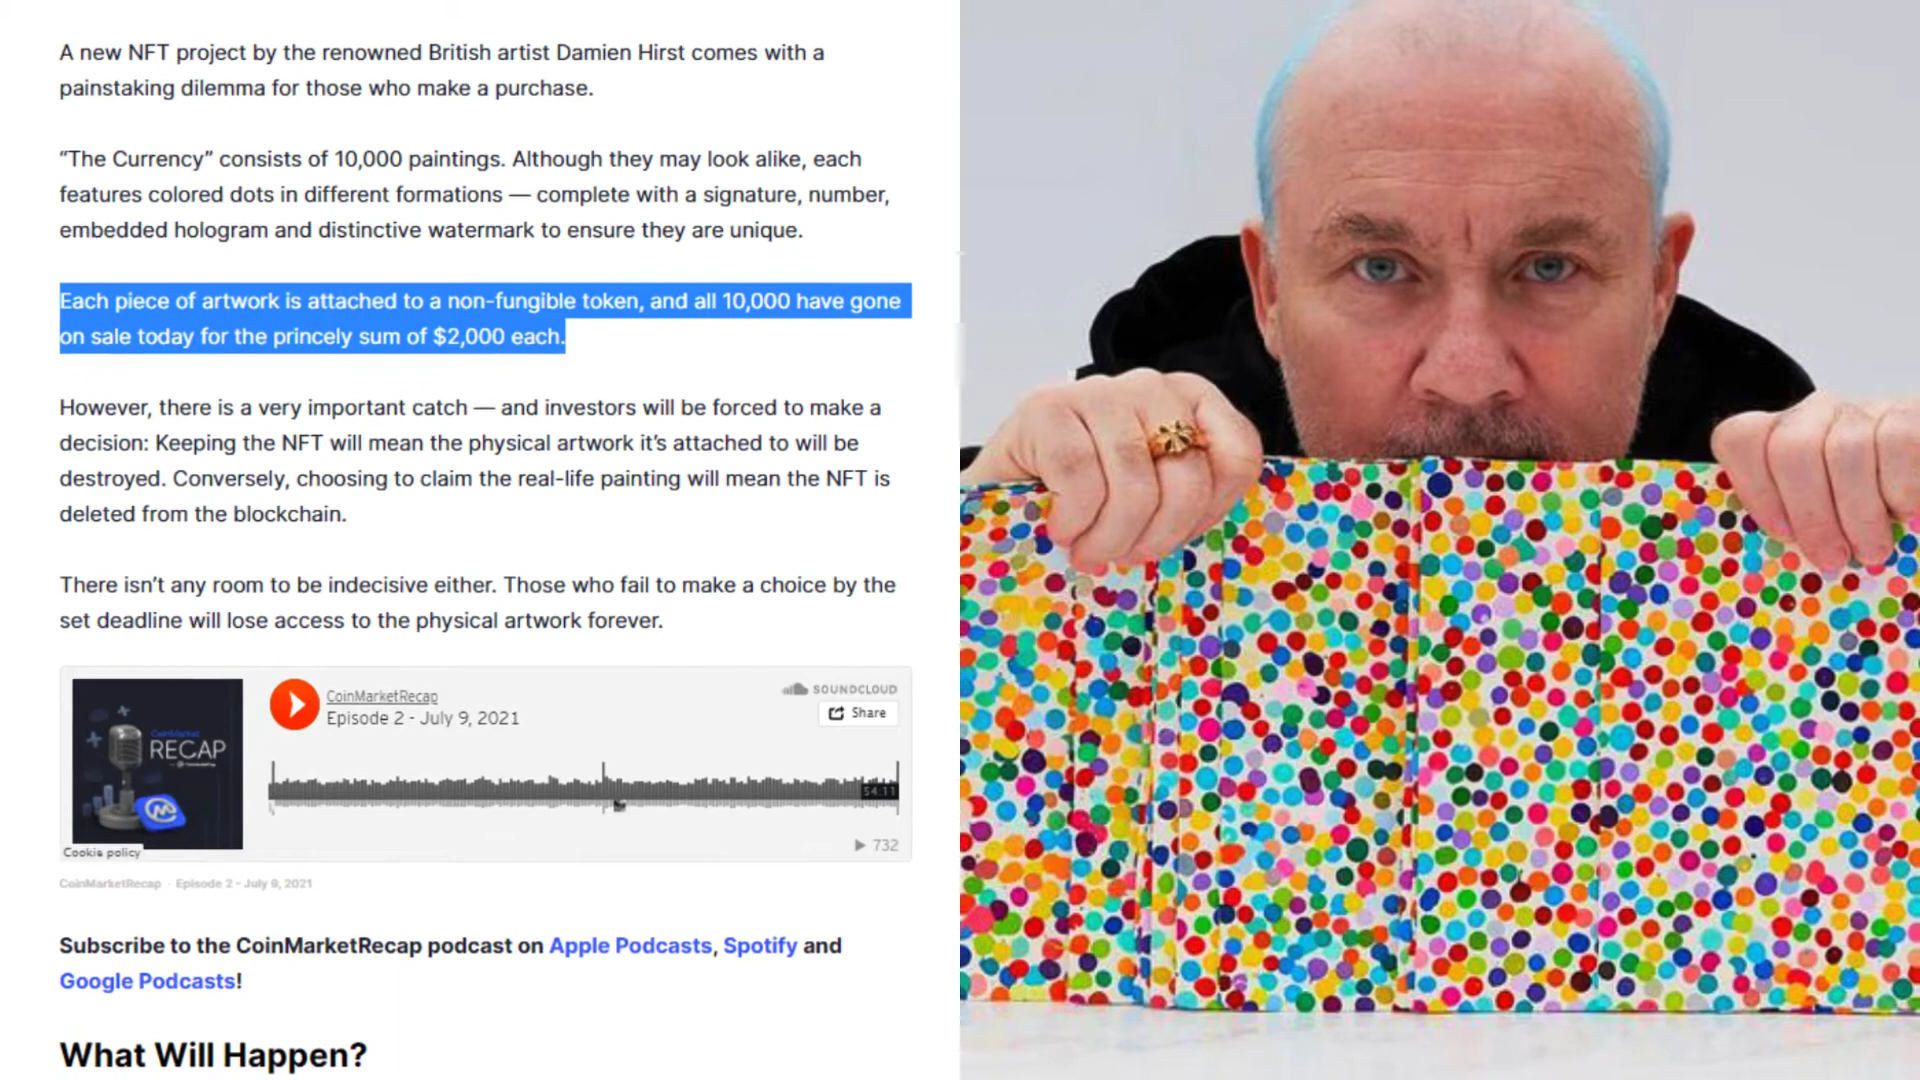 A new NFT project by the renowned British artist Damien Hirst comes with a
painstaking dilemma for those who make a purchase.
“The Currency” consists of 10,000 paintings. Although they may look alike, each
features colored dots in different formations — complete with a signature, number,
embedded hologram and distinctive watermark to ensure they are unique.
Each piece of artwork is attached to a non-fungible token, and all 10,000 have gone
on sale today for the princely sum of $2,000 each.
However, there is a very important catch — and investors will be forced to make a
decision: Keeping the NFT will mean the physical artwork it’s attached to will be
destroyed. Conversely, choosing to claim the real-life painting will mean the NFT is
deleted from the blockchain.
There isn’t any room to be indecisive either. Those who fail to make a choice by the
set deadline will lose access to the physical artwork forever.
CoinMarketRecap
Episode 2 - July 9, 2021
SOUNDCLOUD
Share
CoinMarket
RECAP
54:11
732
Cookie policy
CoinMarketRecap · Episode 2 - July 9, 2021
Subscribe to the CoinMarketRecap podcast on Apple Podcasts, Spotify and
Google Podcasts!
What Will Happen?